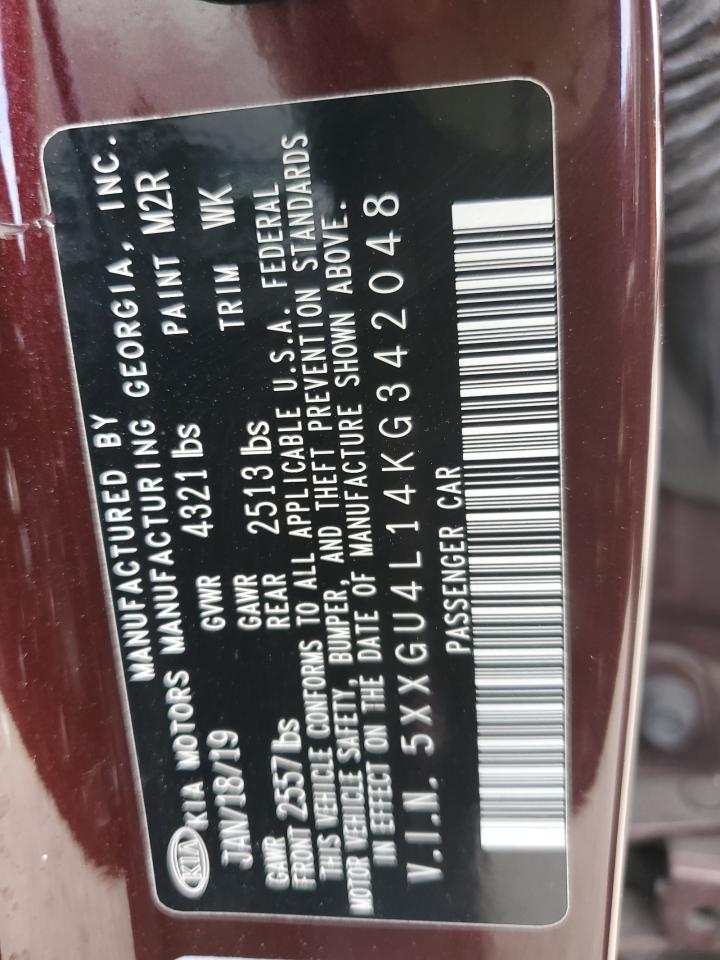 MANUFACTURED BY
KIA KIA MOTORS MANUFACTURING GEORGIA, INC.
JAN/18/19 GVWR 4321 lbs PAINT M2R
GAWR FRONT 2557 lbs GAWR REAR 2513 lbs TRIM WK
THIS VEHICLE CONFORMS TO ALL APPLICABLE U.S.A. FEDERAL
MOTOR VEHICLE SAFETY, BUMPER, AND THEFT PREVENTION STANDARDS
IN EFFECT ON THE DATE OF MANUFACTURE SHOWN ABOVE.
V.I.N. 5XXGU4L14KG342048
PASSENGER CAR